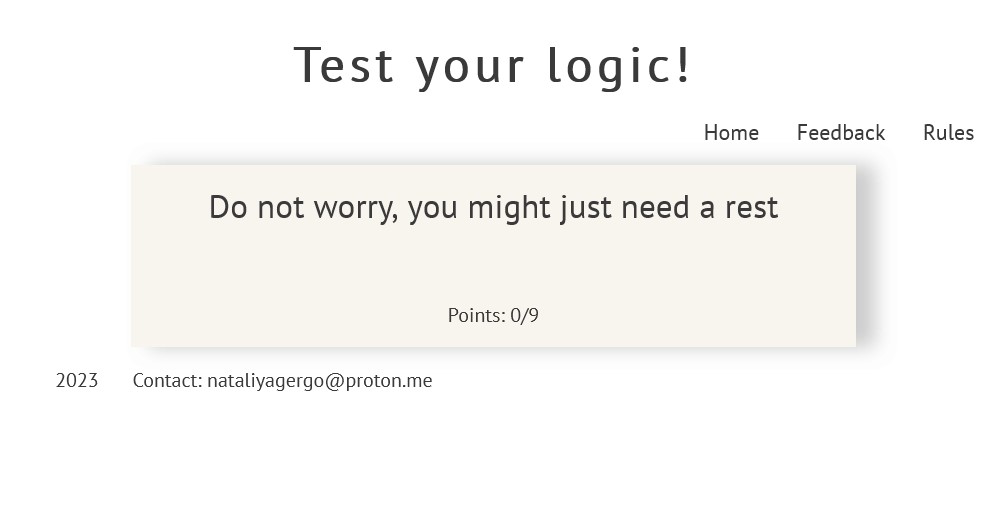 Test your logic!
Home Feedback Rules
Do not worry, you might just need a rest
Points: 0/9
2023 Contact: nataliyagergo@proton.me